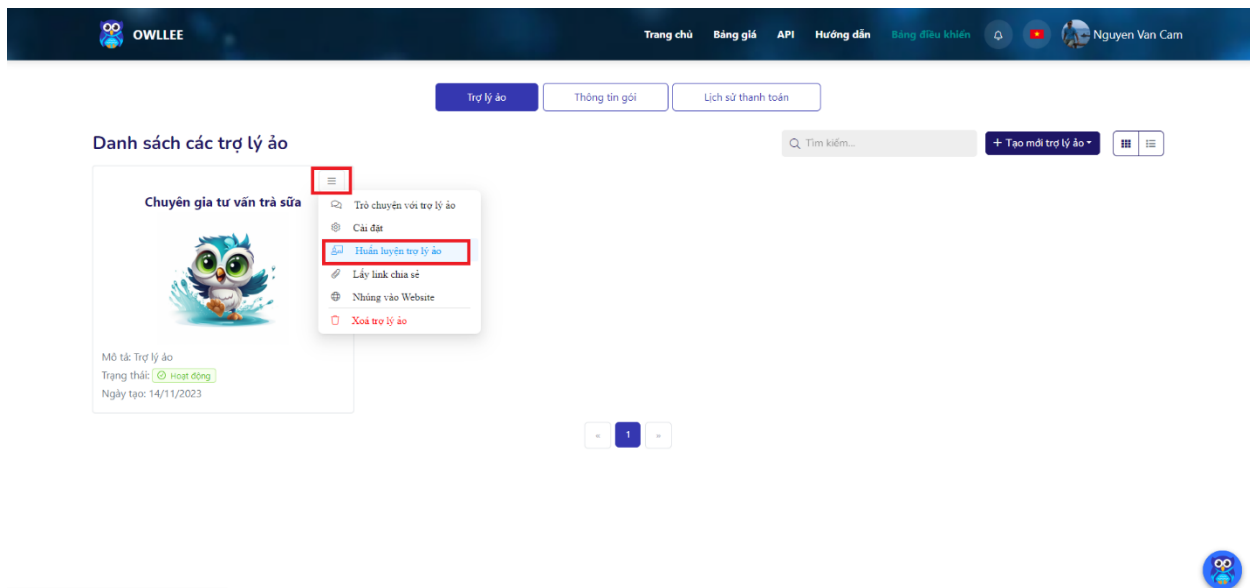 OWLLEE
Trang chủ Bảng giá API Hướng dẫn Bảng điều khiển Nguyen Van Cam
Trợ lý ảo Thông tin gói Lịch sử thanh toán
Danh sách các trợ lý ảo
Tìm kiếm...
+ Tạo mới trợ lý ảo
Chuyên gia tư vấn trà sữa
Trò chuyện với trợ lý ảo
Cài đặt
Huấn luyện trợ lý ảo
Lấy link chia sẻ
Nhúng vào Website
Xoá trợ lý ảo
Mô tả: Trợ lý ảo
Trạng thái: Hoạt động
Ngày tạo: 14/11/2023
« 1 »